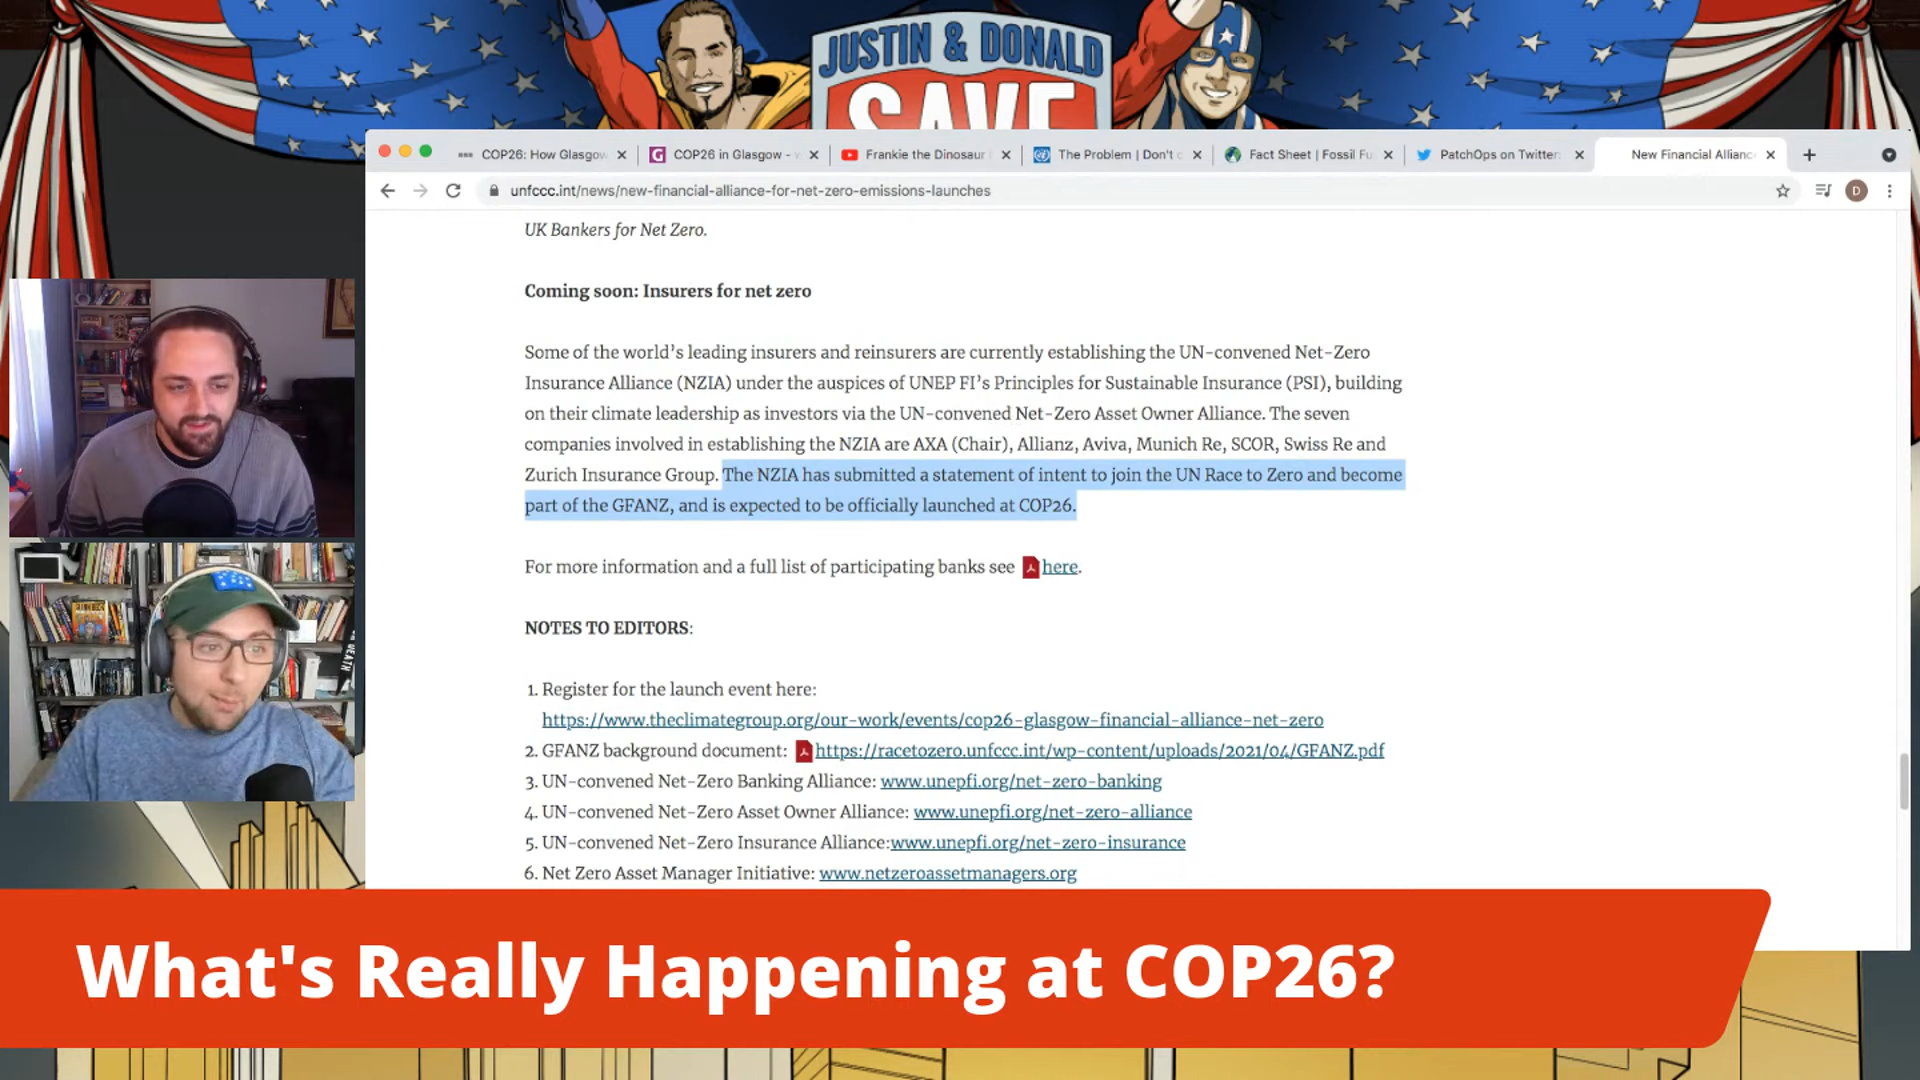 JUSTIN & DONALD
SAVE
COP26: How Glasgow
COP26 in Glasgow -
Frankie the Dinosaur
The Problem | Don't c
Fact Sheet | Fossil Fu
PatchOps on Twitter:
New Financial Alliance
unfccc.int/news/new-financial-alliance-for-net-zero-emissions-launches
D
UK Bankers for Net Zero.
Coming soon: Insurers for net zero
Some of the world's leading insurers and reinsurers are currently establishing the UN-convened Net-Zero
Insurance Alliance (NZIA) under the auspices of UNEP FI's Principles for Sustainable Insurance (PSI), building
on their climate leadership as investors via the UN-convened Net-Zero Asset Owner Alliance. The seven
companies involved in establishing the NZIA are AXA (Chair), Allianz, Aviva, Munich Re, SCOR, Swiss Re and
Zurich Insurance Group. The NZIA has submitted a statement of intent to join the UN Race to Zero and become
part of the GFANZ, and is expected to be officially launched at COP26.
For more information and a full list of participating banks see here.
NOTES TO EDITORS:
1. Register for the launch event here:
https://www.theclimategroup.org/our-work/events/cop26-glasgow-financial-alliance-net-zero
2. GFANZ background document: https://racetozero.unfccc.int/wp-content/uploads/2021/04/GFANZ.pdf
3. UN-convened Net-Zero Banking Alliance: www.unepfi.org/net-zero-banking
4. UN-convened Net-Zero Asset Owner Alliance: www.unepfi.org/net-zero-alliance
5. UN-convened Net-Zero Insurance Alliance:www.unepfi.org/net-zero-insurance
6. Net Zero Asset Manager Initiative: www.netzeroassetmanagers.org
What's Really Happening at COP26?